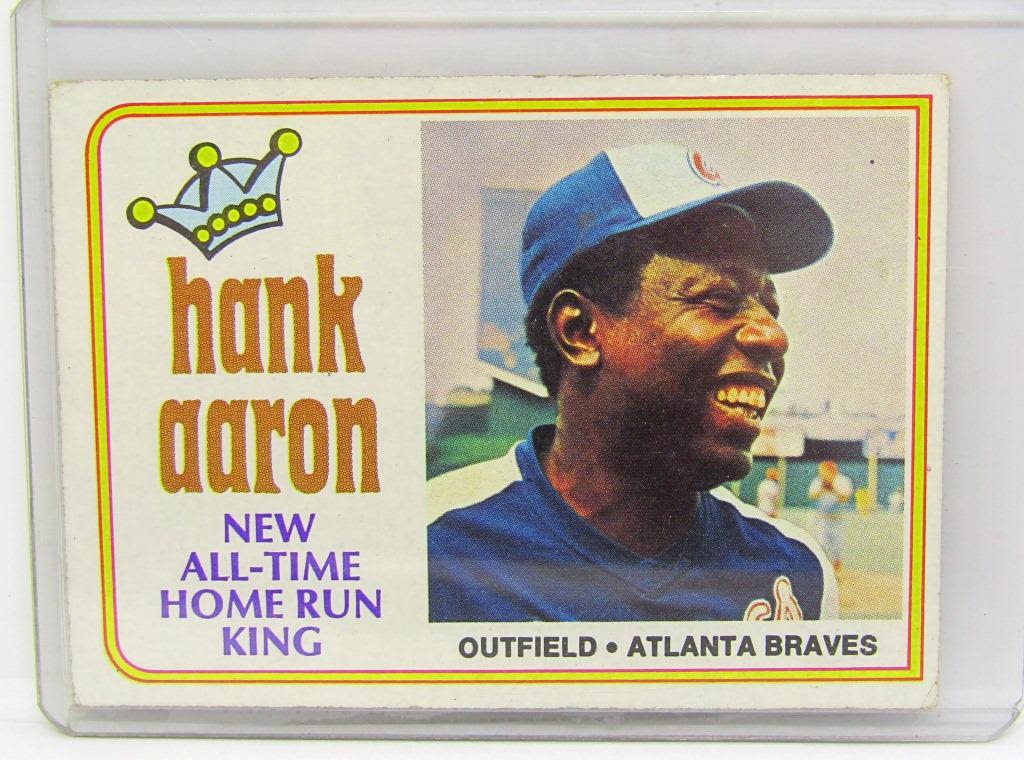 hank
aaron
NEW
ALL-TIME
HOME RUN
KING
OUTFIELD • ATLANTA BRAVES